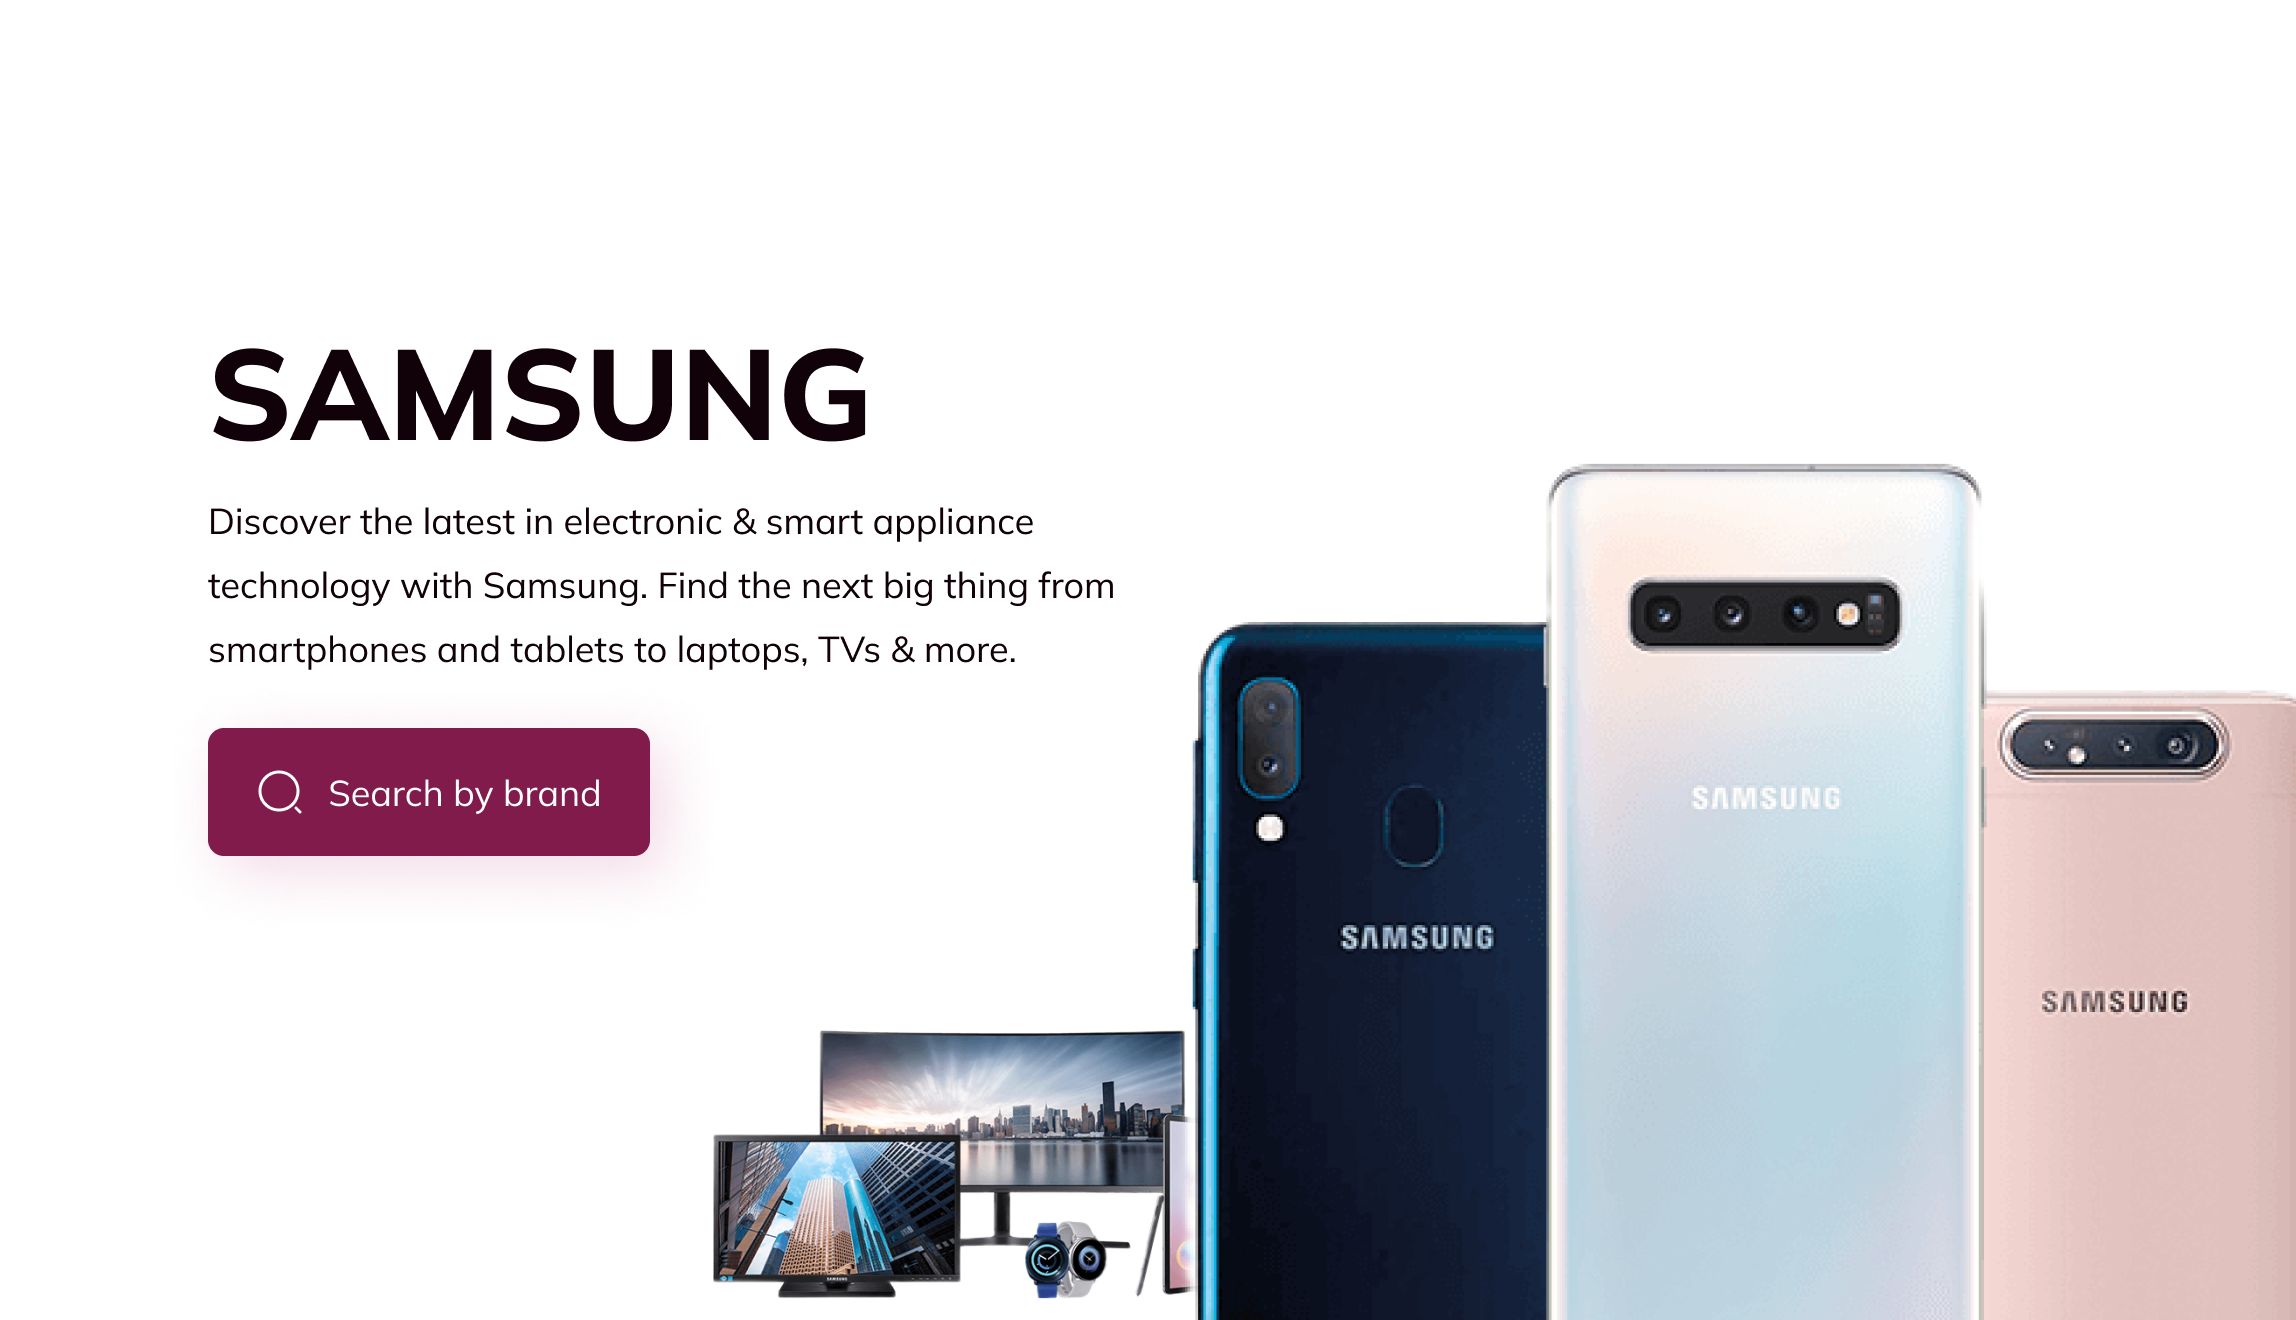 SAMSUNG
Discover the latest in electronic & smart appliance
technology with Samsung. Find the next big thing from
smartphones and tablets to laptops, TVs & more.
Search by brand
SAMSUNG
SAMSUNG
SAMSUNG
SAMSUNG